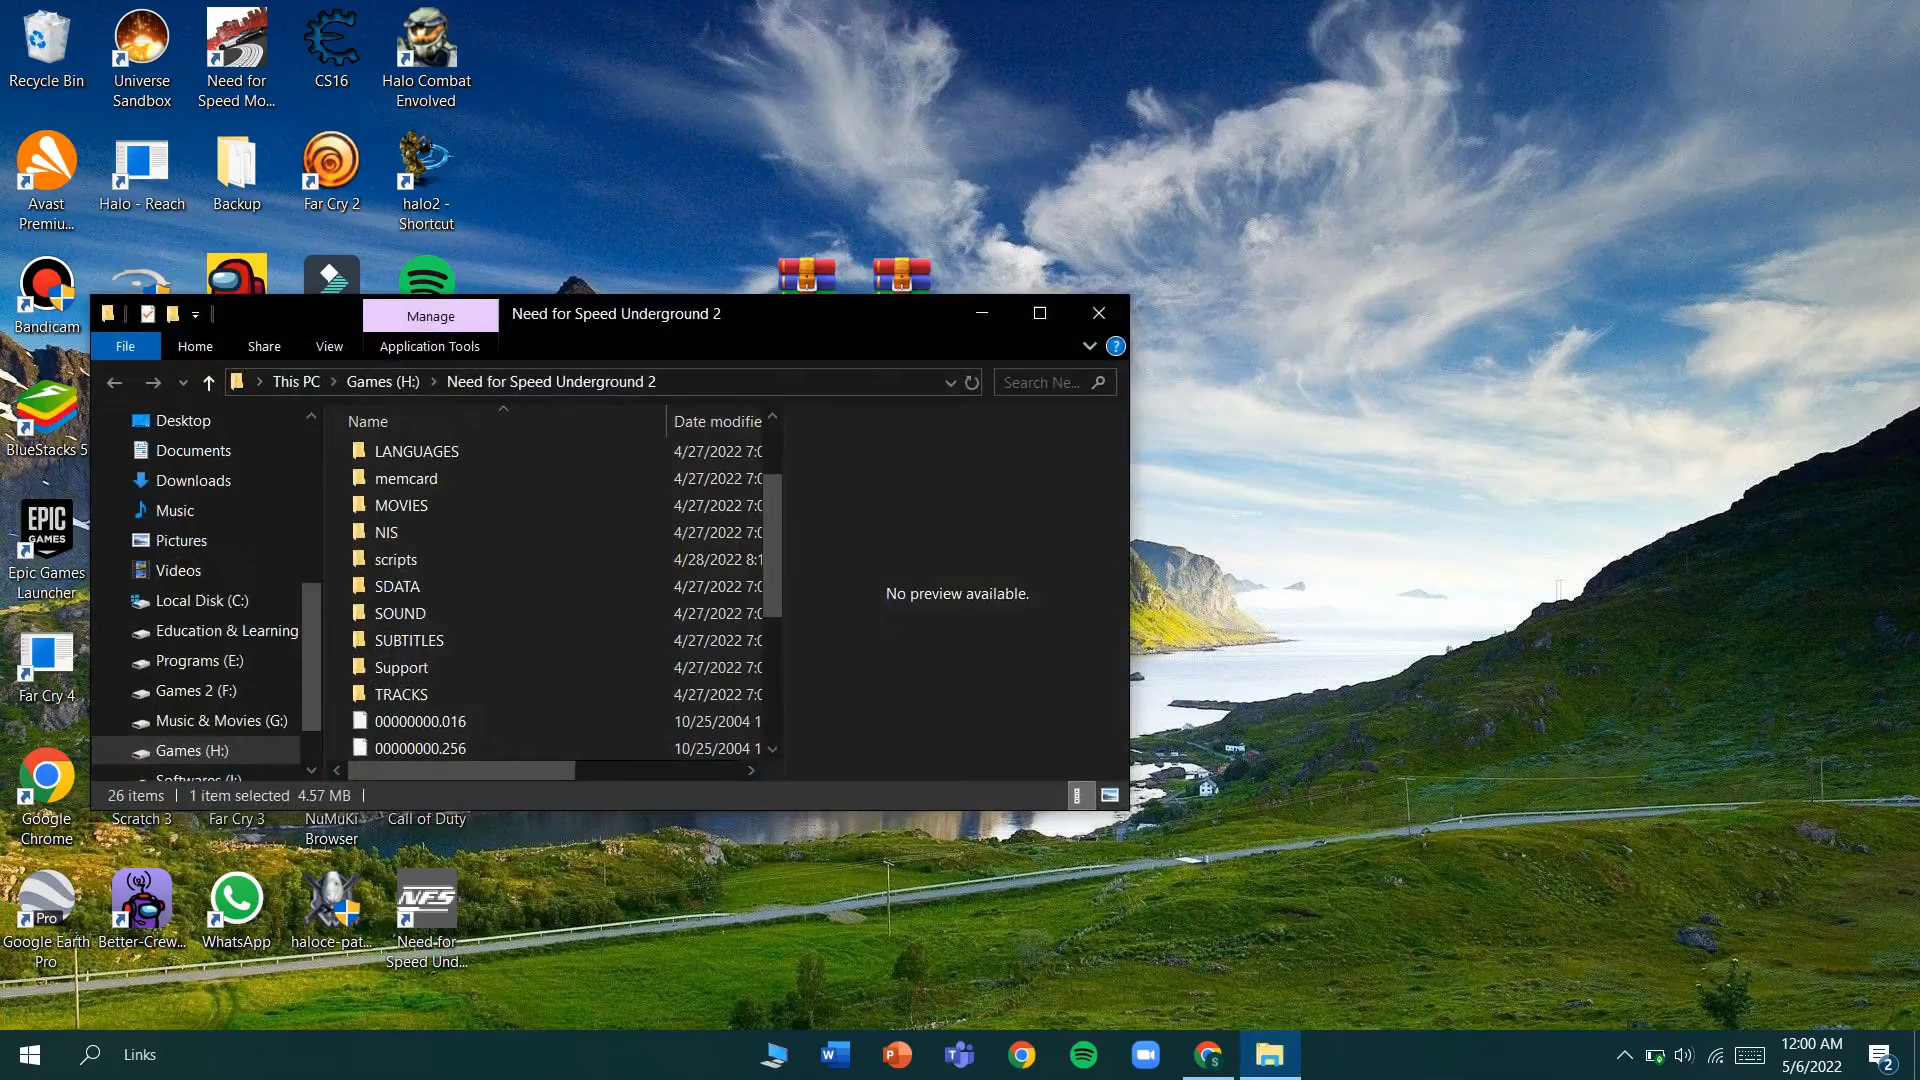 Recycle Bin
Universe
Sandbox
Need for
Speed Mo...
CS16
Halo Combat
Envolved
Avast
Premiu...
Halo - Reach
Backup
Far Cry 2
halo2 -
Shortcut
Bandicam
BlueStacks 5
EPIC
GAMES
Epic Games
Launcher
Far Cry 4
Google
Chrome
Scratch 3
Far Cry 3
NuMuKi
Browser
Call of Duty
Pro
Google Earth
Pro
Better-Crew...
WhatsApp
haloce-pat...
NFS
Need for
Speed Und...
Manage
Need for Speed Underground 2
File
Home
Share
View
Application Tools
?
This PC
Games (H:)
Need for Speed Underground 2
Search Ne...
Desktop
Documents
Downloads
Music
Pictures
Videos
Local Disk (C:)
Education & Learning
Programs (E:)
Games 2 (F:)
Music & Movies (G:)
Games (H:)
Softwares (I:)
Name
Date modifie
LANGUAGES 4/27/2022 7:0
memcard 4/27/2022 7:0
MOVIES 4/27/2022 7:0
NIS 4/27/2022 7:0
scripts 4/28/2022 8:1
SDATA 4/27/2022 7:0
SOUND 4/27/2022 7:0
SUBTITLES 4/27/2022 7:0
Support 4/27/2022 7:0
TRACKS 4/27/2022 7:0
00000000.016 10/25/2004 1
00000000.256 10/25/2004 1
No preview available.
26 items
1 item selected 4.57 MB
Links
W
P
T
S
12:00 AM
5/6/2022
2